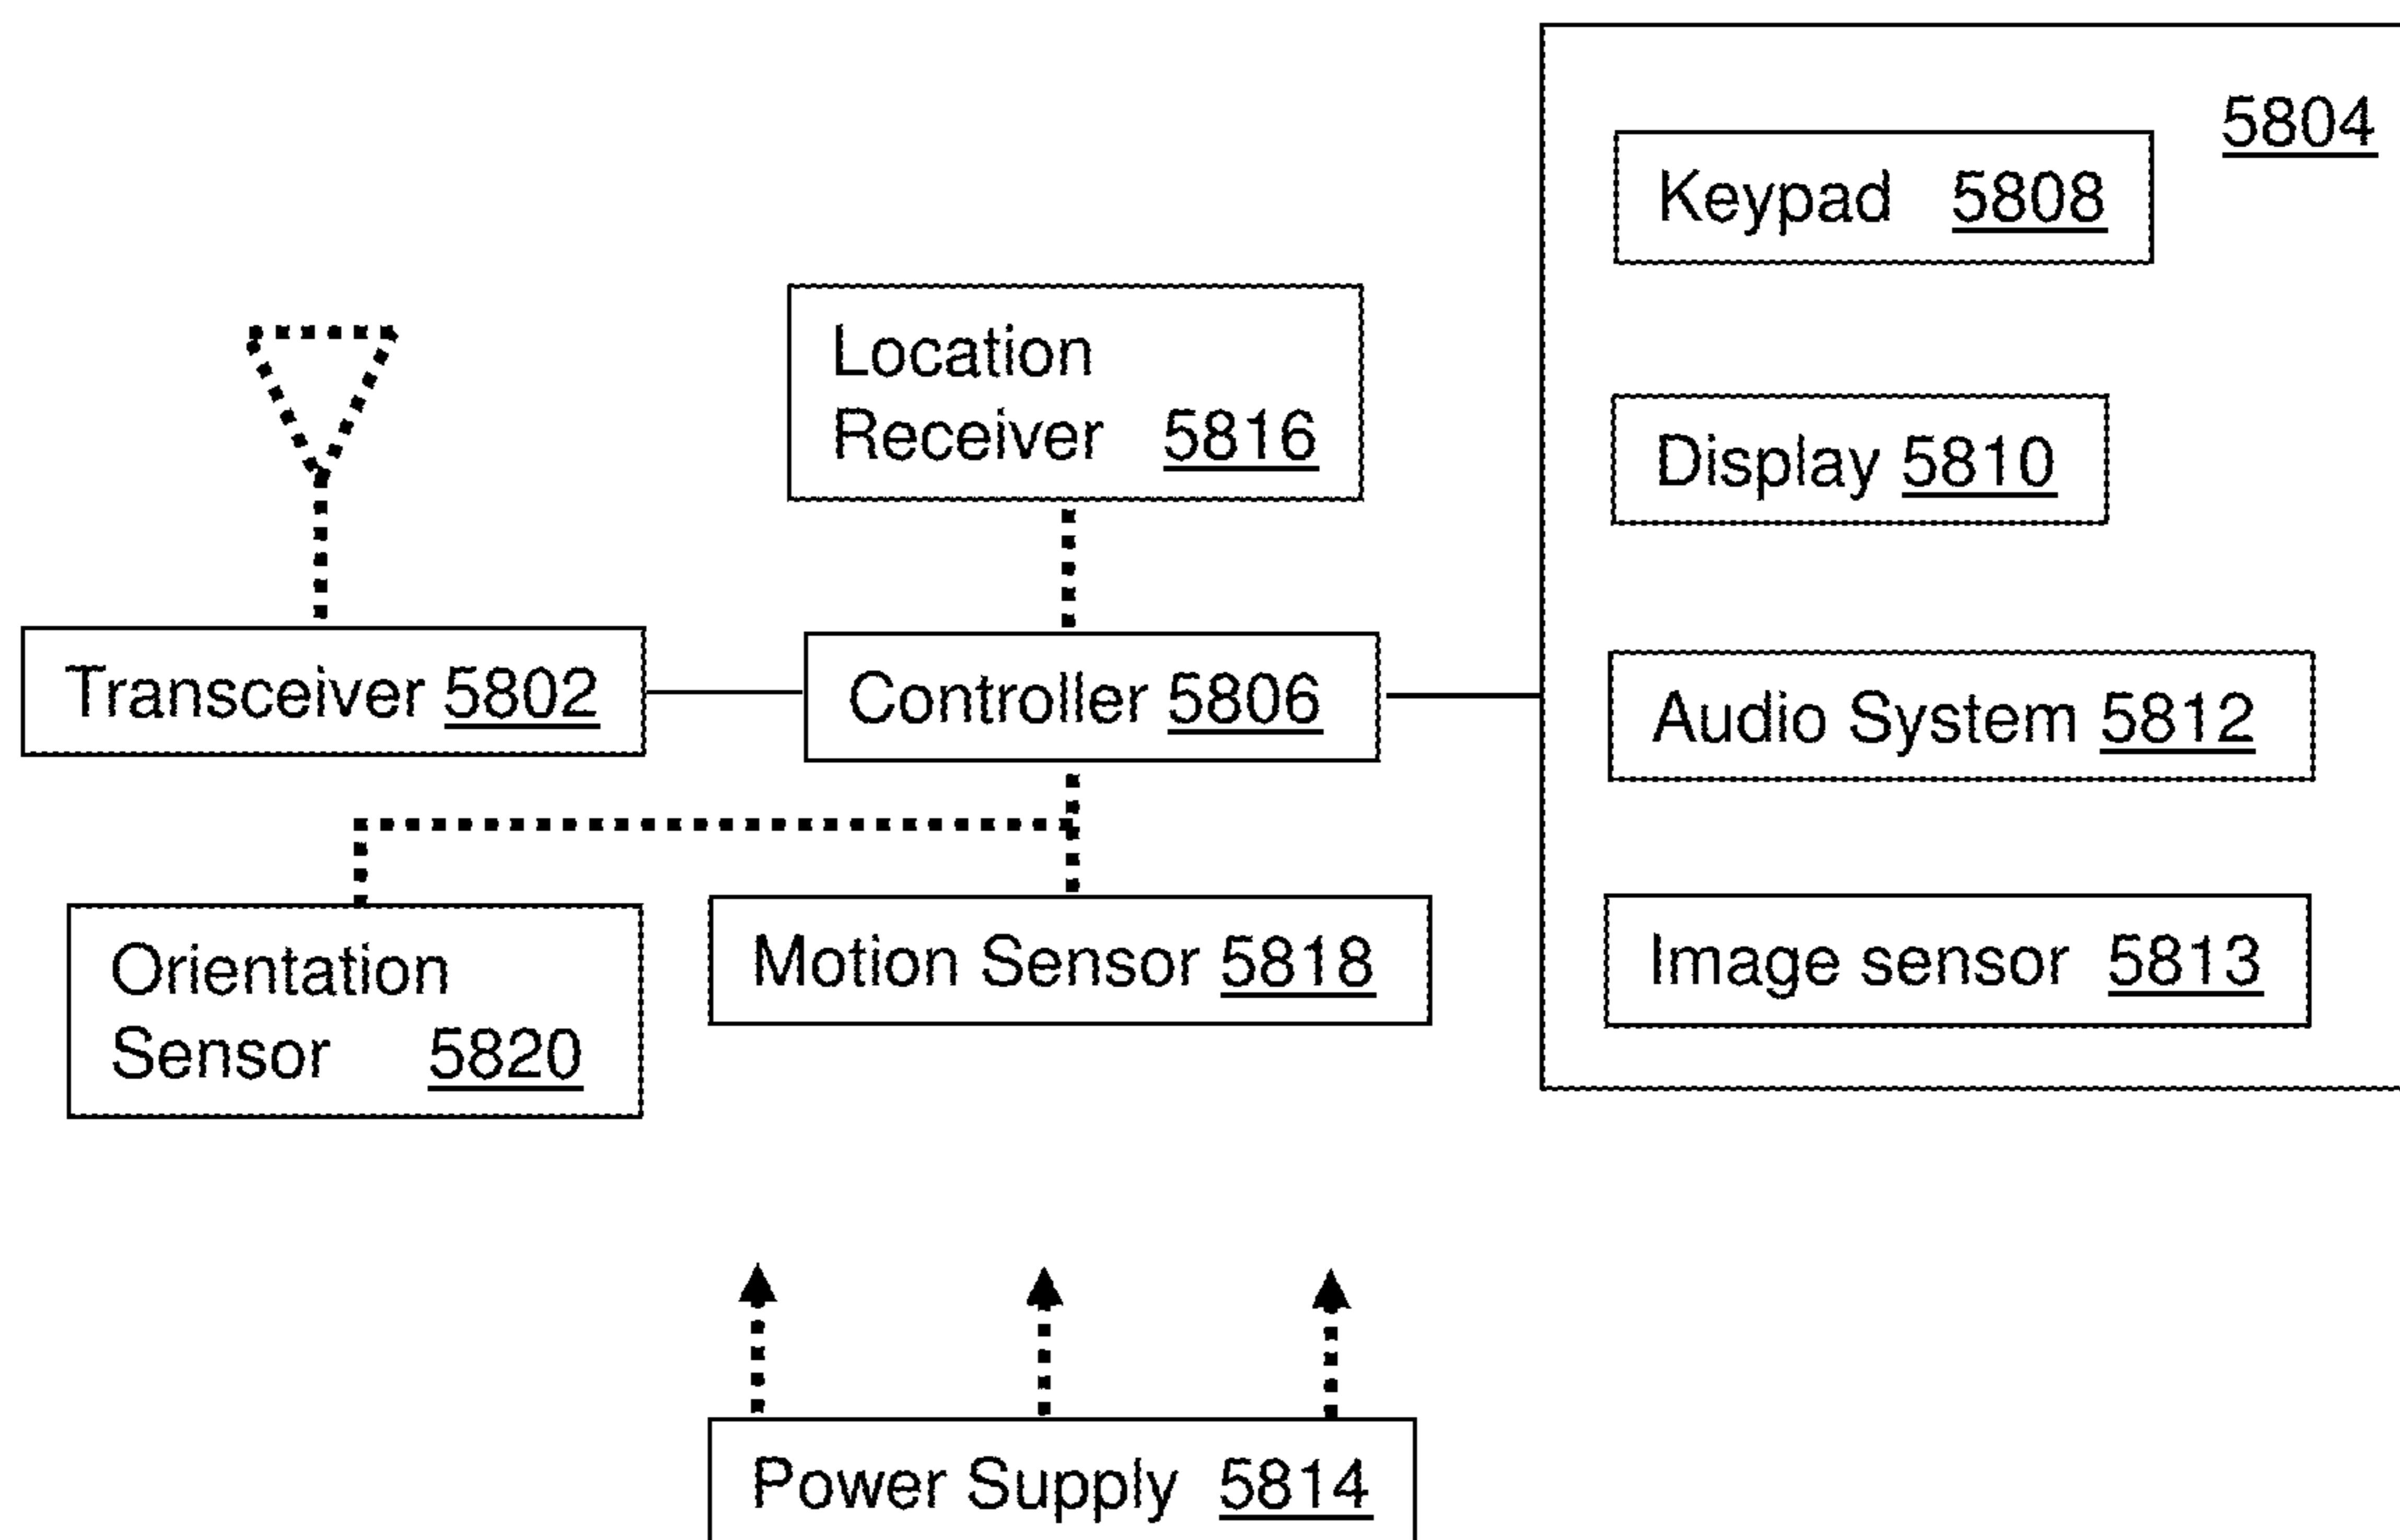 5804
Keypad 5808
Location
Receiver 5816
Display 5810
Transceiver 5802
Controller 5806
Audio System 5812
Orientation
Sensor 5820
Motion Sensor 5818
Image sensor 5813
Power Supply 5814